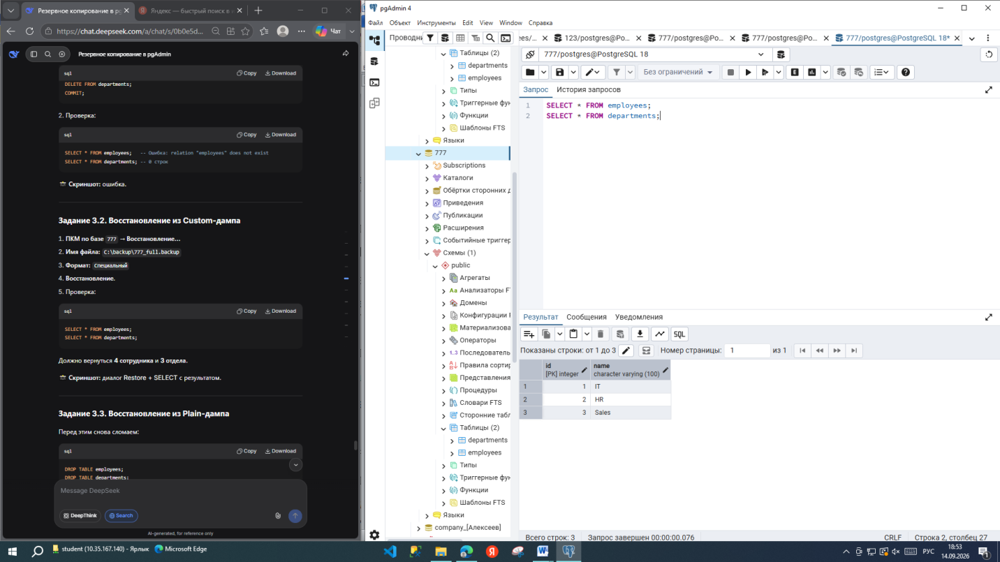 Резервное копирование в pg
Яндекс — быстрый поиск в и
https://chat.deepseek.com/a/chat/s/0b0e5d...
Чат
Резервное копирование в pgAdmin
sql
Copy
Download
DELETE FROM departments;
COMMIT;
2. Проверка:
sql
Copy
Download
SELECT * FROM employees; -- Ошибка: relation "employees" does not exist
SELECT * FROM departments; -- 0 строк
Скриншот: ошибка.
Задание 3.2. Восстановление из Custom-дампа
1. ПКМ по базе 777 → Восстановление...
2. Имя файла: C:\backup\777_full.backup
3. Формат: Специальный
4. Восстановление.
5. Проверка:
sql
Copy
Download
SELECT * FROM employees;
SELECT * FROM departments;
Должно вернуться 4 сотрудника и 3 отдела.
Скриншот: диалог Restore + SELECT с результатом.
Задание 3.3. Восстановление из Plain-дампа
Перед этим снова сломаем:
sql
Copy
Download
DROP TABLE employees;
DROP TABLE departments;
Message DeepSeek
DeepThink
Search
AI-generated, for reference only
pgAdmin 4
Файл Объект Инструменты Edit Window Справка
Проводни
es/...
123/postgres@Po...
777/postgres@Po...
777/postgres@Po...
777/postgres@PostgreSQL 18*
777/postgres@PostgreSQL 18
Без ограничений
Запрос
История запросов
1 SELECT * FROM employees;
2 SELECT * FROM departments;
Таблицы (2)
departments
employees
Типы
Триггерные фун
Функции
Шаблоны FTS
Языки
777
Subscriptions
Каталоги
Обёртки сторонних д
Приведения
Публикации
Расширения
Событийные триггер
Схемы (1)
public
Агрегаты
Анализаторы FT
Домены
Конфигурации F
Материализова
Операторы
Последователь
Правила сортир
Представления
Процедуры
Словари FTS
Сторонние табл
Таблицы (2)
departments
employees
Типы
Триггерные фун
Функции
Шаблоны FTS
Языки
company_[Алексеев]
Результат
Сообщения
Уведомления
SQL
Показаны строки: от 1 до 3
Номер страницы: 1 из 1
id
[PK] integer
name
character varying (100)
1 1 IT
2 2 HR
3 3 Sales
Всего строк: 3
Запрос завершен 00:00:00.076
CRLF
Строка 2, столбец 27
student (10.35.167.140) - Ярлык
Microsoft Edge
РУС
18:53
14.09.2026